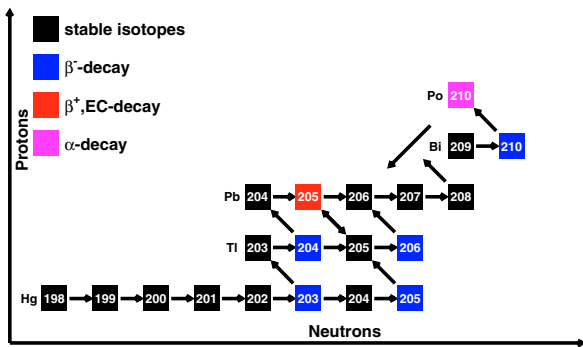 stable isotopes
β⁻-decay
β⁺,EC-decay
α-decay
Protons
Po 210
Bi 209 210
Pb 204 205 206 207 208
Tl 203 204 205 206
Hg 198 199 200 201 202 203 204 205
Neutrons